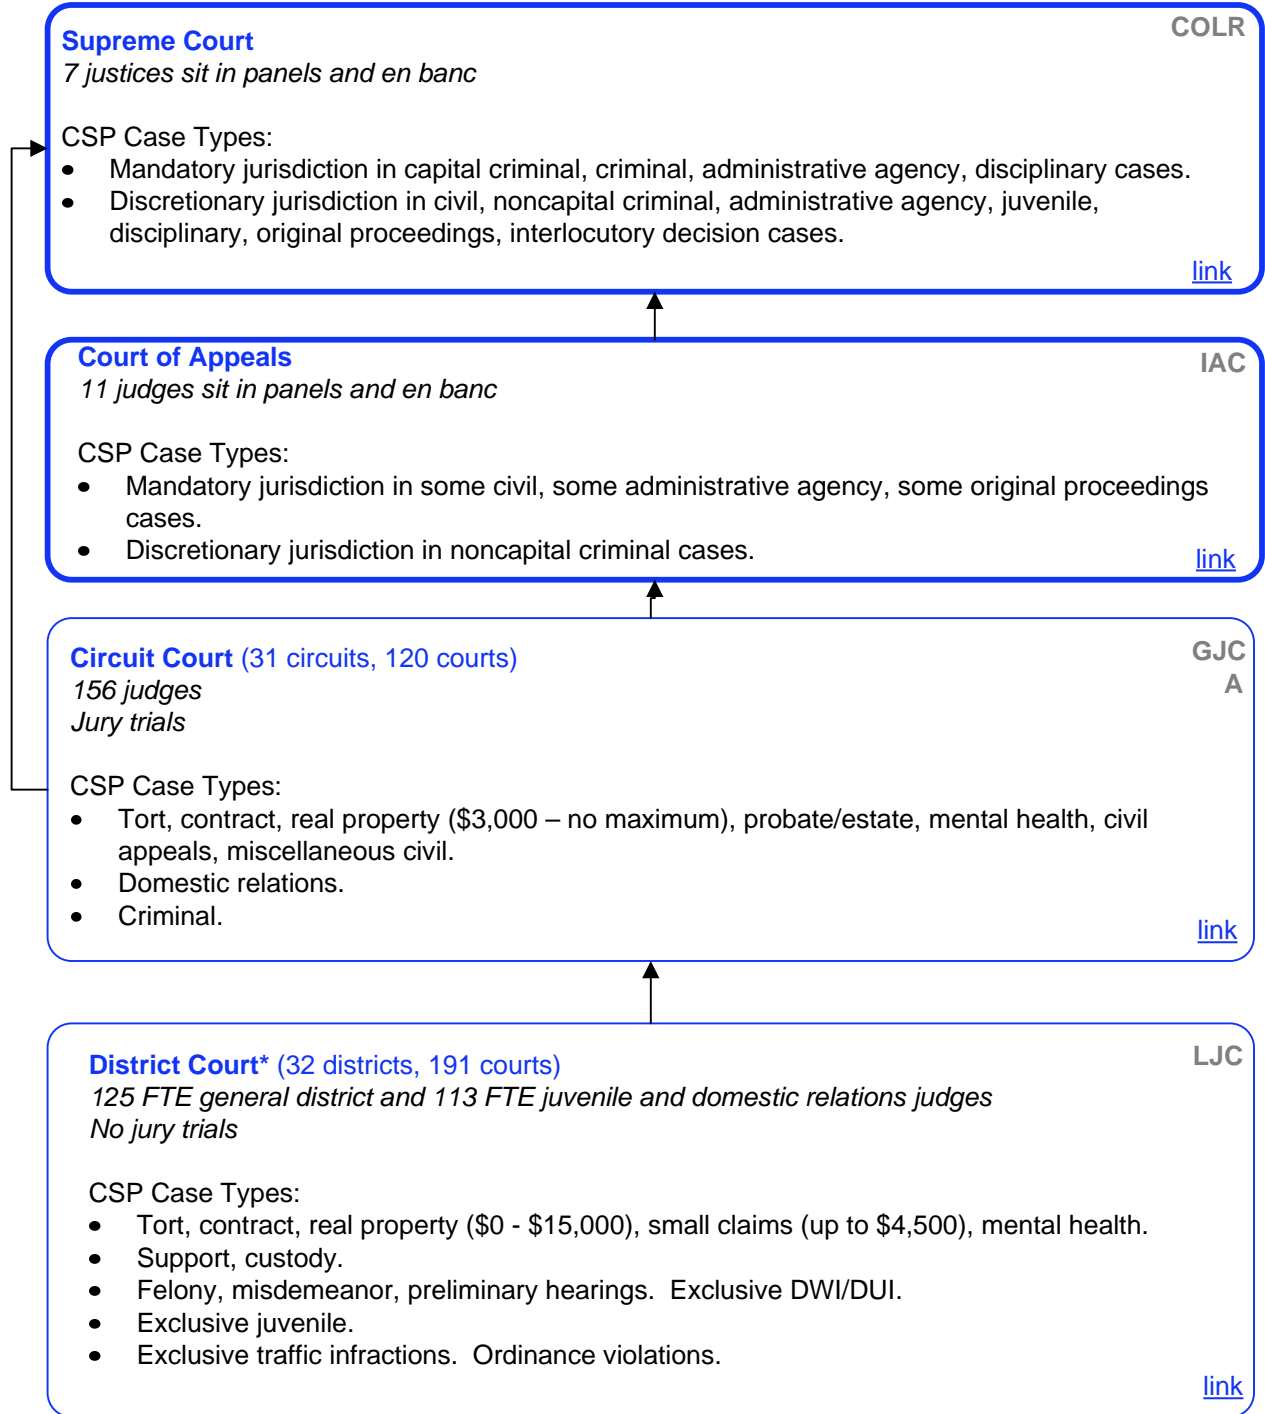 COLR
Supreme Court
7 justices sit in panels and en banc
CSP Case Types:
• Mandatory jurisdiction in capital criminal, criminal, administrative agency, disciplinary cases.
• Discretionary jurisdiction in civil, noncapital criminal, administrative agency, juvenile,
disciplinary, original proceedings, interlocutory decision cases.
link
Court of Appeals
IAC
11 judges sit in panels and en banc
CSP Case Types:
• Mandatory jurisdiction in some civil, some administrative agency, some original proceedings
cases.
• Discretionary jurisdiction in noncapital criminal cases.
link
Circuit Court (31 circuits, 120 courts)
GJC
A
156 judges
Jury trials
CSP Case Types:
• Tort, contract, real property ($3,000 – no maximum), probate/estate, mental health, civil
appeals, miscellaneous civil.
• Domestic relations.
• Criminal.
link
District Court* (32 districts, 191 courts)
LJC
125 FTE general district and 113 FTE juvenile and domestic relations judges
No jury trials
CSP Case Types:
• Tort, contract, real property ($0 - $15,000), small claims (up to $4,500), mental health.
• Support, custody.
• Felony, misdemeanor, preliminary hearings.  Exclusive DWI/DUI.
• Exclusive juvenile.
• Exclusive traffic infractions.  Ordinance violations.
link